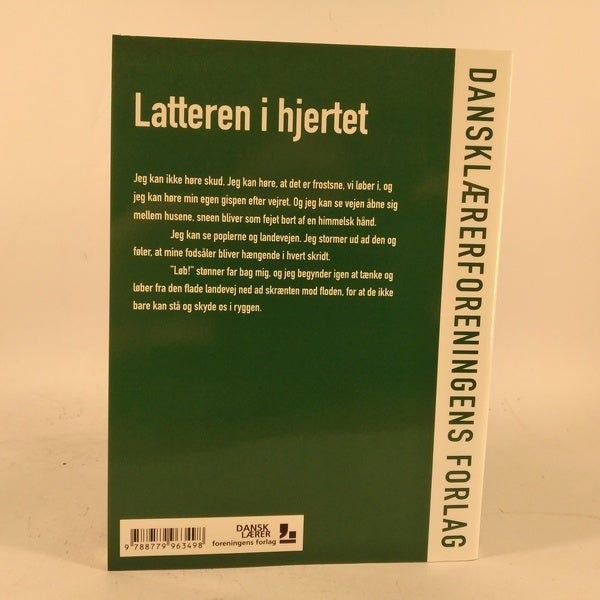 Latteren i hjertet
Jeg kan ikke høre skud. Jeg kan høre, at det er frostsne, vi løber i, og
jeg kan høre min egen gispen efter vejret. Og jeg kan se vejen åbne sig
mellem husene, sneen bliver som fejet bort af en himmelsk hånd.
Jeg kan se poplerne og landevejen. Jeg stormer ud ad den og
føler, at mine fodsåler bliver hængende i hvert skridt.
"Løb!" stønner far bag mig, og jeg begynder igen at tænke og
løber fra den flade landevej ned ad skrænten mod floden, for at de ikke
bare kan stå og skyde os i ryggen.
9 788779 963498
DANSK
LÆRER
foreningens forlag
DANSKLÆRERFORENINGENS FORLAG